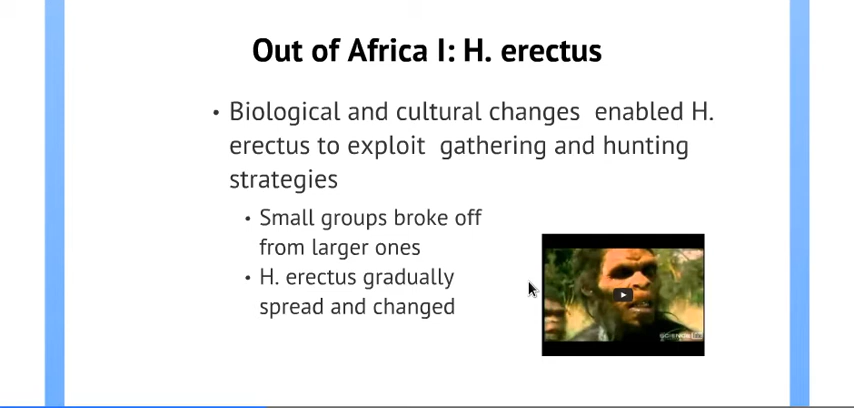 Out of Africa I: H. erectus
• Biological and cultural changes enabled H.
erectus to exploit gathering and hunting
strategies
• Small groups broke off
from larger ones
• H. erectus gradually
spread and changed